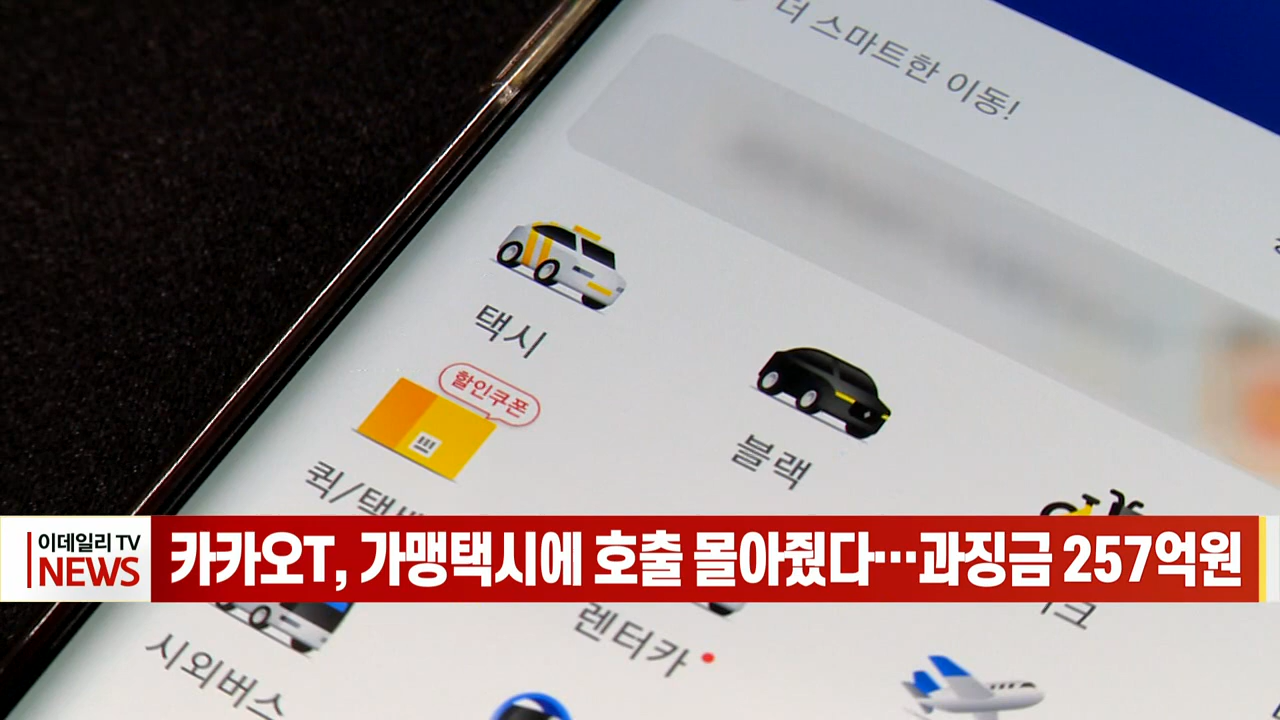 더 스마트한 이동!
택시
할인쿠폰
블랙
이데일리 TV
NEWS
카카오T, 가맹택시에 호출 몰아줬다…과징금 257억원
렌터카
시외버스